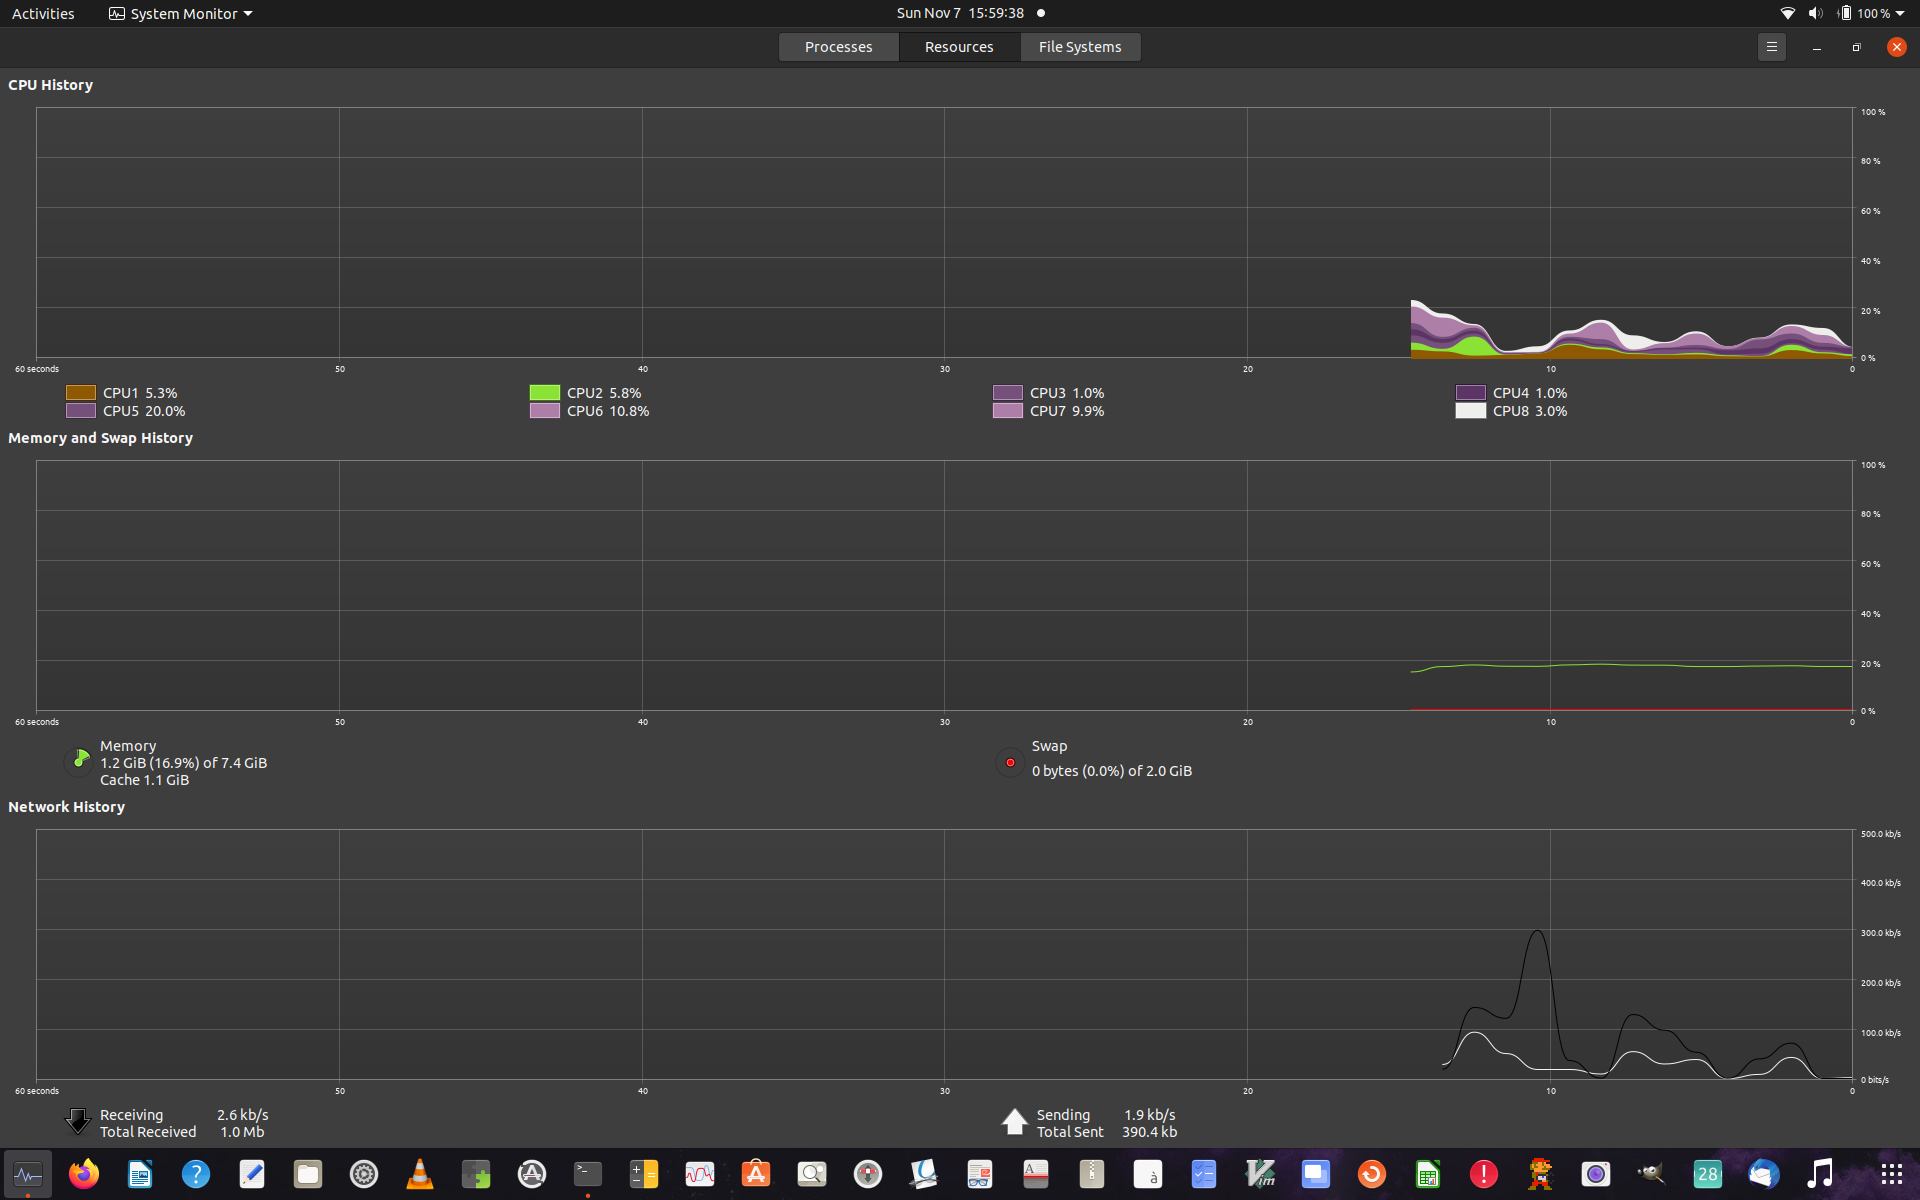 Activities System Monitor Sun Nov 7 15:59:38 100 %
Processes Resources File Systems
CPU History
100 %
80 %
60 %
40 %
20 %
0 %
60 seconds 50 40 30 20 10 0
CPU1 5.3% CPU2 5.8% CPU3 1.0% CPU4 1.0%
CPU5 20.0% CPU6 10.8% CPU7 9.9% CPU8 3.0%
Memory and Swap History
100 %
80 %
60 %
40 %
20 %
0 %
60 seconds 50 40 30 20 10 0
Memory
1.2 GiB (16.9%) of 7.4 GiB
Cache 1.1 GiB
Swap
0 bytes (0.0%) of 2.0 GiB
Network History
500.0 kb/s
400.0 kb/s
300.0 kb/s
200.0 kb/s
100.0 kb/s
0 bits/s
60 seconds 50 40 30 20 10 0
Receiving 2.6 kb/s
Total Received 1.0 Mb
Sending 1.9 kb/s
Total Sent 390.4 kb
28